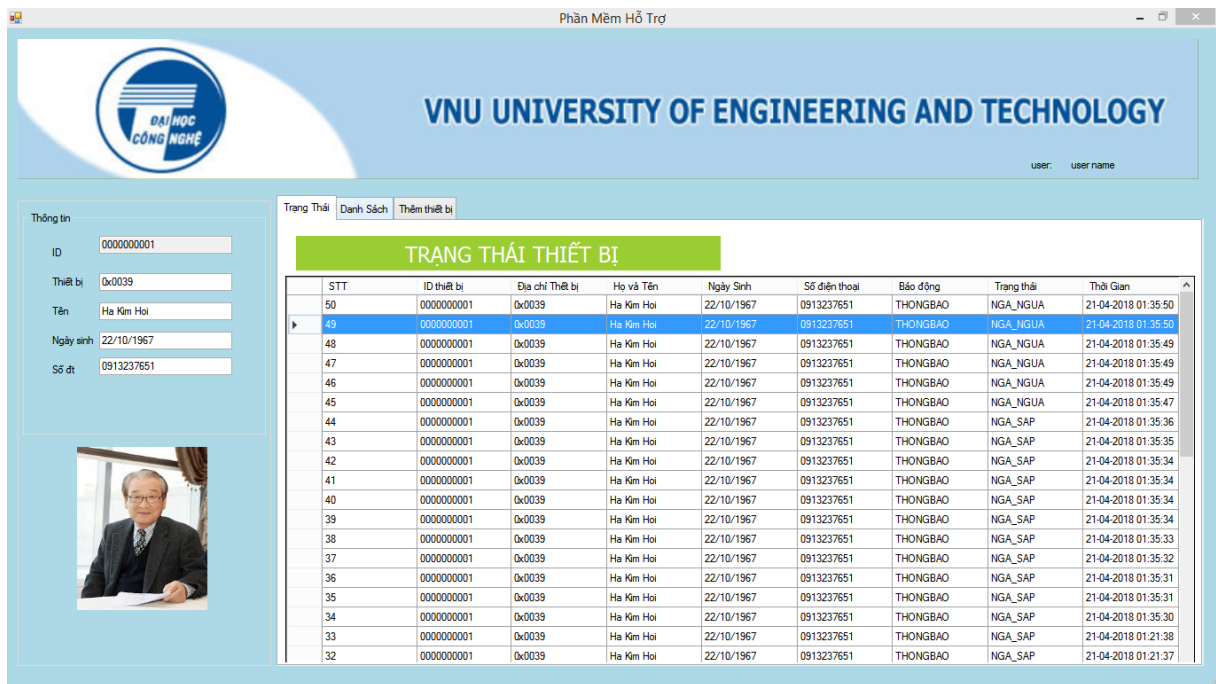 Phần Mềm Hỗ Trợ
ĐẠI HỌC
CÔNG NGHỆ
VNU UNIVERSITY OF ENGINEERING AND TECHNOLOGY
user: user name
Thông tin
ID 0000000001
Thiết bị 0x0039
Tên Ha Kim Hoi
Ngày sinh 22/10/1967
Số đt 0913237651
Trạng Thái Danh Sách Thêm thiết bị
TRẠNG THÁI THIẾT BỊ
STT ID thiết bị Địa chỉ Thết bị Họ và Tên Ngày Sinh Số điện thoại Báo động Trạng thái Thời Gian
50 0000000001 0x0039 Ha Kim Hoi 22/10/1967 0913237651 THONGBAO NGA_NGUA 21-04-2018 01:35:50
49 0000000001 0x0039 Ha Kim Hoi 22/10/1967 0913237651 THONGBAO NGA_NGUA 21-04-2018 01:35:50
48 0000000001 0x0039 Ha Kim Hoi 22/10/1967 0913237651 THONGBAO NGA_NGUA 21-04-2018 01:35:49
47 0000000001 0x0039 Ha Kim Hoi 22/10/1967 0913237651 THONGBAO NGA_NGUA 21-04-2018 01:35:49
46 0000000001 0x0039 Ha Kim Hoi 22/10/1967 0913237651 THONGBAO NGA_NGUA 21-04-2018 01:35:49
45 0000000001 0x0039 Ha Kim Hoi 22/10/1967 0913237651 THONGBAO NGA_NGUA 21-04-2018 01:35:47
44 0000000001 0x0039 Ha Kim Hoi 22/10/1967 0913237651 THONGBAO NGA_SAP 21-04-2018 01:35:36
43 0000000001 0x0039 Ha Kim Hoi 22/10/1967 0913237651 THONGBAO NGA_SAP 21-04-2018 01:35:35
42 0000000001 0x0039 Ha Kim Hoi 22/10/1967 0913237651 THONGBAO NGA_SAP 21-04-2018 01:35:34
41 0000000001 0x0039 Ha Kim Hoi 22/10/1967 0913237651 THONGBAO NGA_SAP 21-04-2018 01:35:34
40 0000000001 0x0039 Ha Kim Hoi 22/10/1967 0913237651 THONGBAO NGA_SAP 21-04-2018 01:35:34
39 0000000001 0x0039 Ha Kim Hoi 22/10/1967 0913237651 THONGBAO NGA_SAP 21-04-2018 01:35:34
38 0000000001 0x0039 Ha Kim Hoi 22/10/1967 0913237651 THONGBAO NGA_SAP 21-04-2018 01:35:33
37 0000000001 0x0039 Ha Kim Hoi 22/10/1967 0913237651 THONGBAO NGA_SAP 21-04-2018 01:35:32
36 0000000001 0x0039 Ha Kim Hoi 22/10/1967 0913237651 THONGBAO NGA_SAP 21-04-2018 01:35:31
35 0000000001 0x0039 Ha Kim Hoi 22/10/1967 0913237651 THONGBAO NGA_SAP 21-04-2018 01:35:31
34 0000000001 0x0039 Ha Kim Hoi 22/10/1967 0913237651 THONGBAO NGA_SAP 21-04-2018 01:35:30
33 0000000001 0x0039 Ha Kim Hoi 22/10/1967 0913237651 THONGBAO NGA_SAP 21-04-2018 01:21:38
32 0000000001 0x0039 Ha Kim Hoi 22/10/1967 0913237651 THONGBAO NGA_SAP 21-04-2018 01:21:37